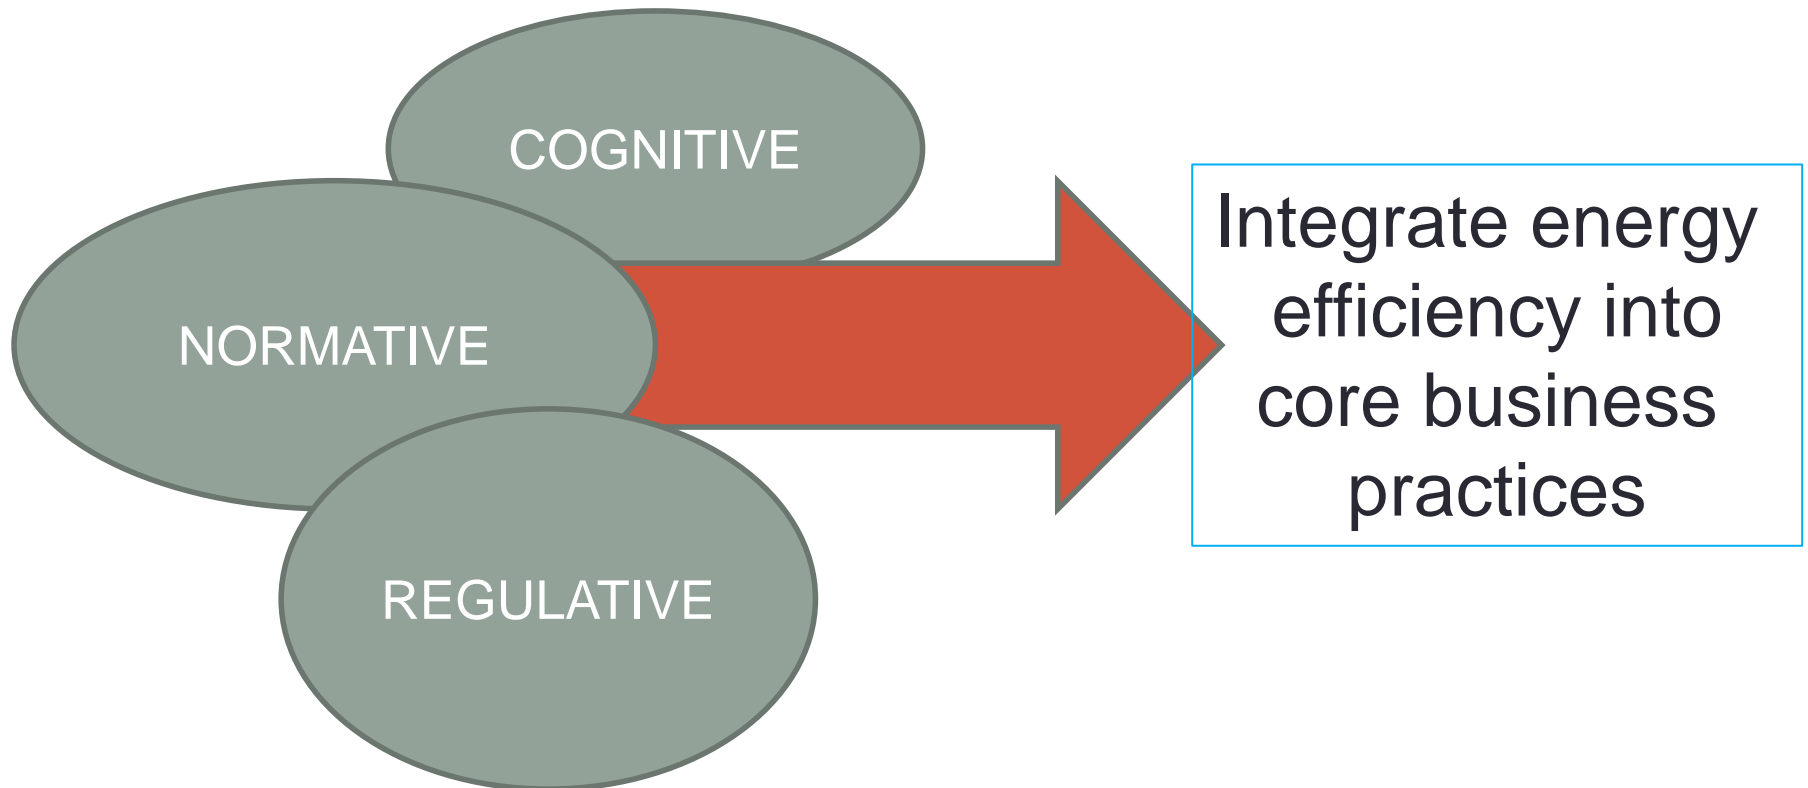 COGNITIVE
NORMATIVE
REGULATIVE
Integrate energy
efficiency into
core business
practices